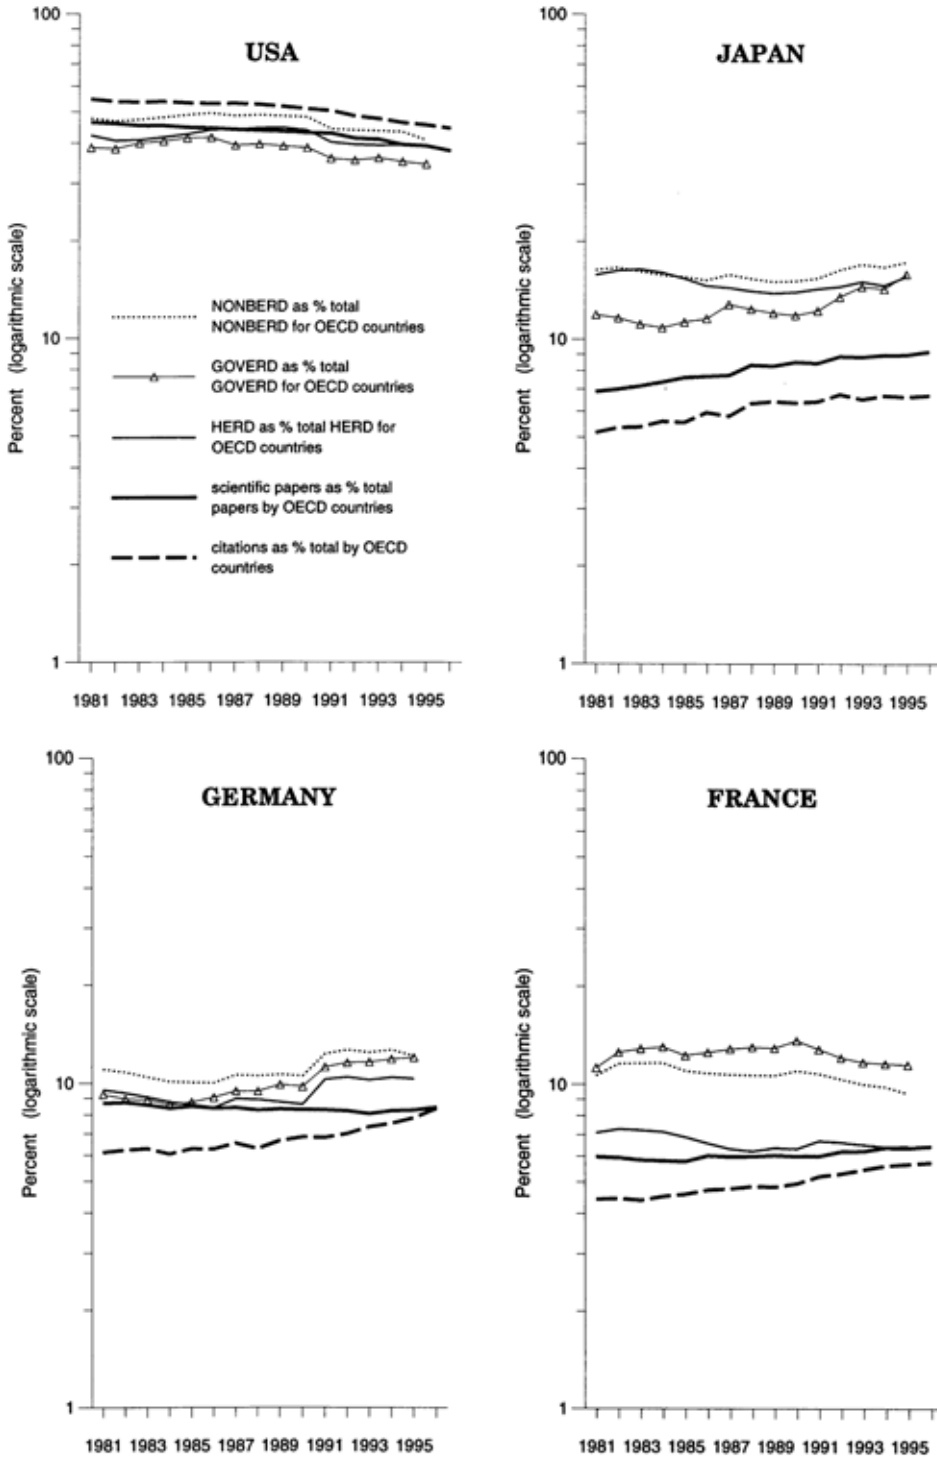 USA
100
10
1
Percent (logarithmic scale)
NONBERD as % total
NONBERD for OECD countries
GOVERD as % total
GOVERD for OECD countries
HERD as % total HERD for
OECD countries
scientific papers as % total
papers by OECD countries
citations as % total by OECD
countries
1981 1983 1985 1987 1989 1991 1993 1995
JAPAN
100
10
1
Percent (logarithmic scale)
1981 1983 1985 1987 1989 1991 1993 1995
GERMANY
100
10
1
Percent (logarithmic scale)
1981 1983 1985 1987 1989 1991 1993 1995
FRANCE
100
10
1
Percent (logarithmic scale)
1981 1983 1985 1987 1989 1991 1993 1995